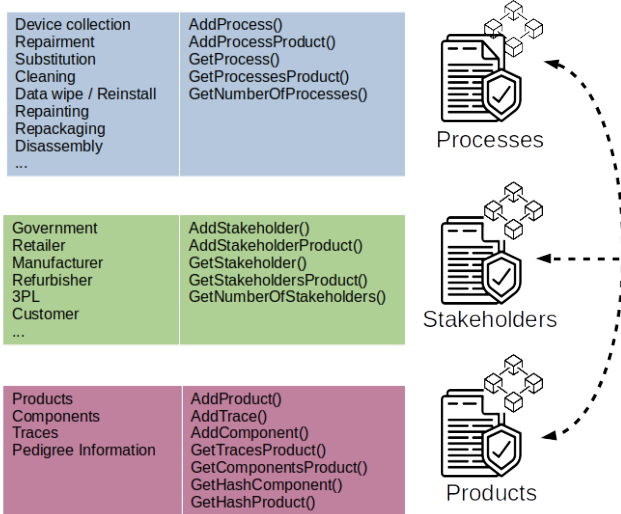 Device collection
Repairment
Substitution
Cleaning
Data wipe / Reinstall
Repainting
Repackaging
Disassembly
...
AddProcess()
AddProcessProduct()
GetProcess()
GetProcessesProduct()
GetNumberOfProcesses()
Processes
Government
Retailer
Manufacturer
Refurbisher
3PL
Customer
...
AddStakeholder()
AddStakeholderProduct()
GetStakeholder()
GetStakeholdersProduct()
GetNumberOfStakeholders()
Stakeholders
Products
Components
Traces
Pedigree Information
AddProduct()
AddTrace()
AddComponent()
GetTracesProduct()
GetComponentsProduct()
GetHashComponent()
GetHashProduct()
Products